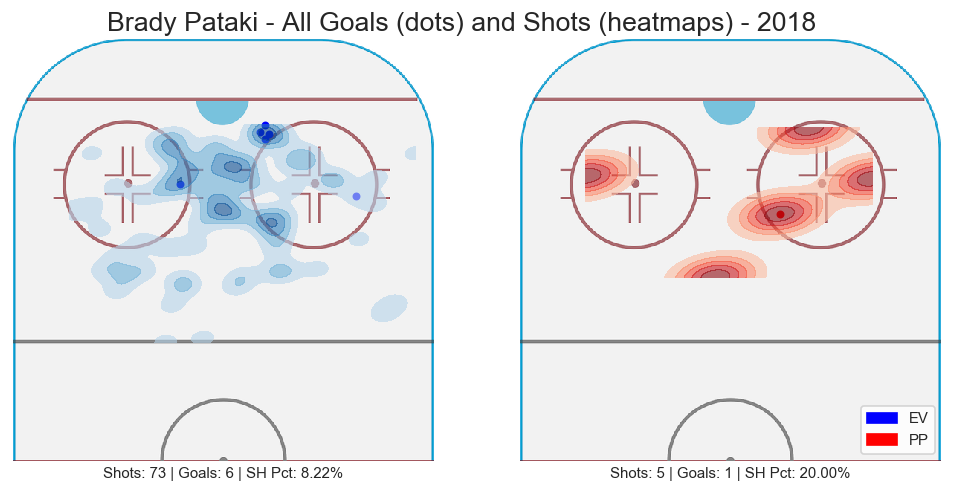 Brady Pataki - All Goals (dots) and Shots (heatmaps) - 2018
EV
PP
Shots: 73 | Goals: 6 | SH Pct: 8.22%
Shots: 5 | Goals: 1 | SH Pct: 20.00%